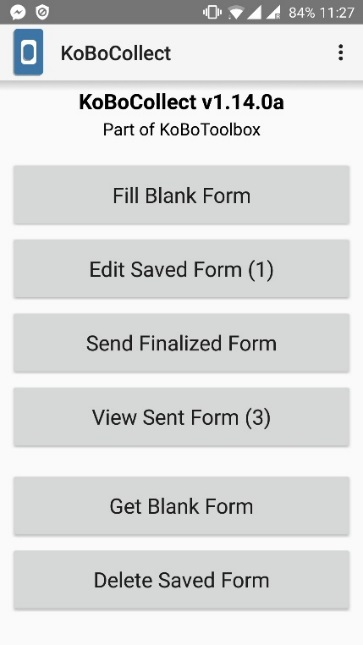 84% 11:27
KoBoCollect
KoBoCollect v1.14.0a
Part of KoBoToolbox
Fill Blank Form
Edit Saved Form (1)
Send Finalized Form
View Sent Form (3)
Get Blank Form
Delete Saved Form